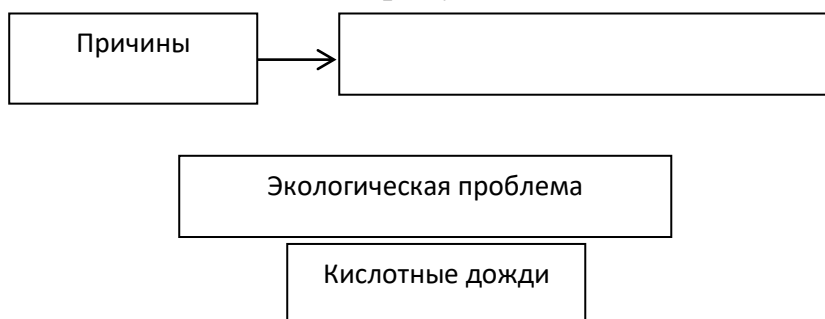 Причины
Экологическая проблема
Кислотные дожди